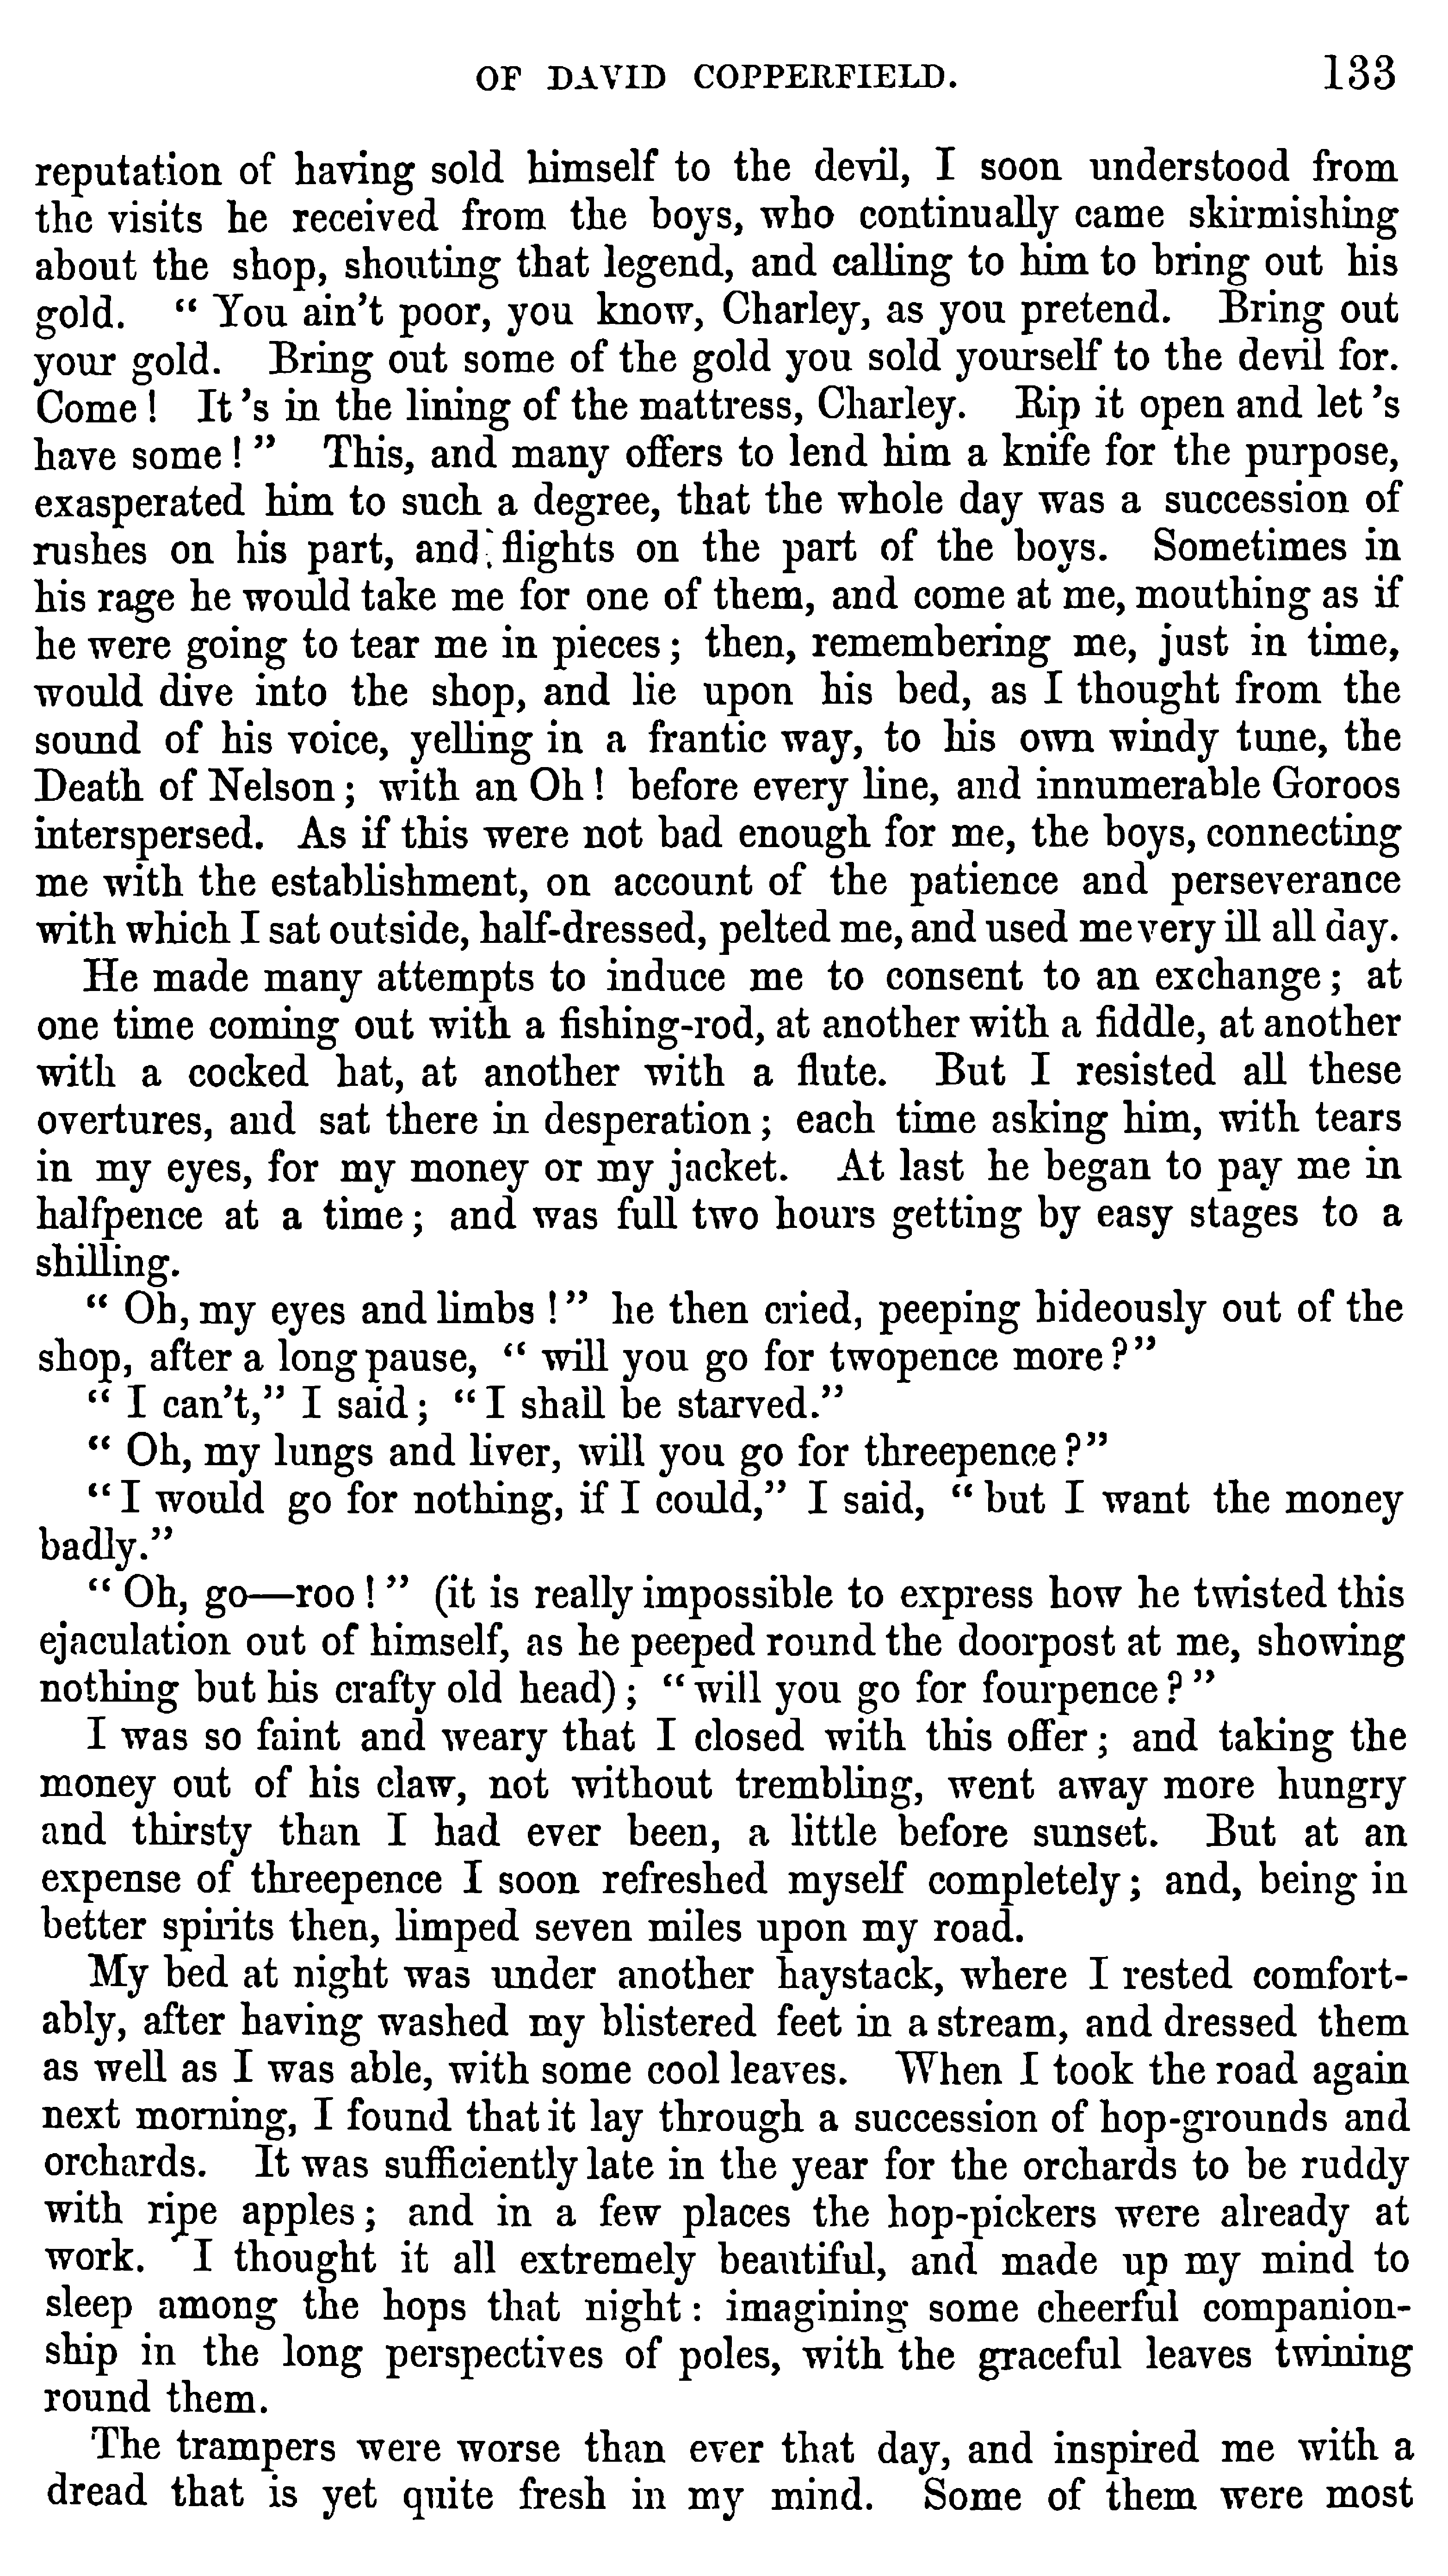 OF DAVID COPPERFIELD. 133
reputation of having sold himself to the devil, I soon understood from
the visits he received from the boys, who continually came skirmishing
about the shop, shouting that legend, and calling to him to bring out his
gold. “ You ain't poor, you know, Charley, as you pretend. Bring out
your gold. Bring out some of the gold you sold yourself to the devil for.
Come ! It 's in the lining of the mattress, Charley. Rip it open and let 's
have some ! ” This, and many offers to lend him a knife for the purpose,
exasperated him to such a degree, that the whole day was a succession of
rushes on his part, and flights on the part of the boys. Sometimes in
his rage he would take me for one of them, and come at me, mouthing as if
he were going to tear me in pieces ; then, remembering me, just in time,
would dive into the shop, and lie upon his bed, as I thought from the
sound of his voice, yelling in a frantic way, to his own windy tune, the
Death of Nelson ; with an Oh ! before every line, and innumerable Goroos
interspersed. As if this were not bad enough for me, the boys, connecting
me with the establishment, on account of the patience and perseverance
with which I sat outside, half-dressed, pelted me, and used me very ill all day.
He made many attempts to induce me to consent to an exchange ; at
one time coming out with a fishing-rod, at another with a fiddle, at another
with a cocked hat, at another with a flute. But I resisted all these
overtures, and sat there in desperation ; each time asking him, with tears
in my eyes, for my money or my jacket. At last he began to pay me in
halfpence at a time ; and was full two hours getting by easy stages to a
shilling.
“ Oh, my eyes and limbs ! ” he then cried, peeping hideously out of the
shop, after a long pause, “ will you go for twopence more ? ”
“ I can't,” I said ; “ I shall be starved.”
“ Oh, my lungs and liver, will you go for threepence ? ”
“ I would go for nothing, if I could,” I said, “ but I want the money
badly.”
“ Oh, go—roo ! ” (it is really impossible to express how he twisted this
ejaculation out of himself, as he peeped round the doorpost at me, showing
nothing but his crafty old head) ; “ will you go for fourpence ? ”
I was so faint and weary that I closed with this offer ; and taking the
money out of his claw, not without trembling, went away more hungry
and thirsty than I had ever been, a little before sunset. But at an
expense of threepence I soon refreshed myself completely ; and, being in
better spirits then, limped seven miles upon my road.
My bed at night was under another haystack, where I rested comfort-
ably, after having washed my blistered feet in a stream, and dressed them
as well as I was able, with some cool leaves. When I took the road again
next morning, I found that it lay through a succession of hop-grounds and
orchards. It was sufficiently late in the year for the orchards to be ruddy
with ripe apples ; and in a few places the hop-pickers were already at
work. I thought it all extremely beautiful, and made up my mind to
sleep among the hops that night : imagining some cheerful companion-
ship in the long perspectives of poles, with the graceful leaves twining
round them.
The trampers were worse than ever that day, and inspired me with a
dread that is yet quite fresh in my mind. Some of them were most